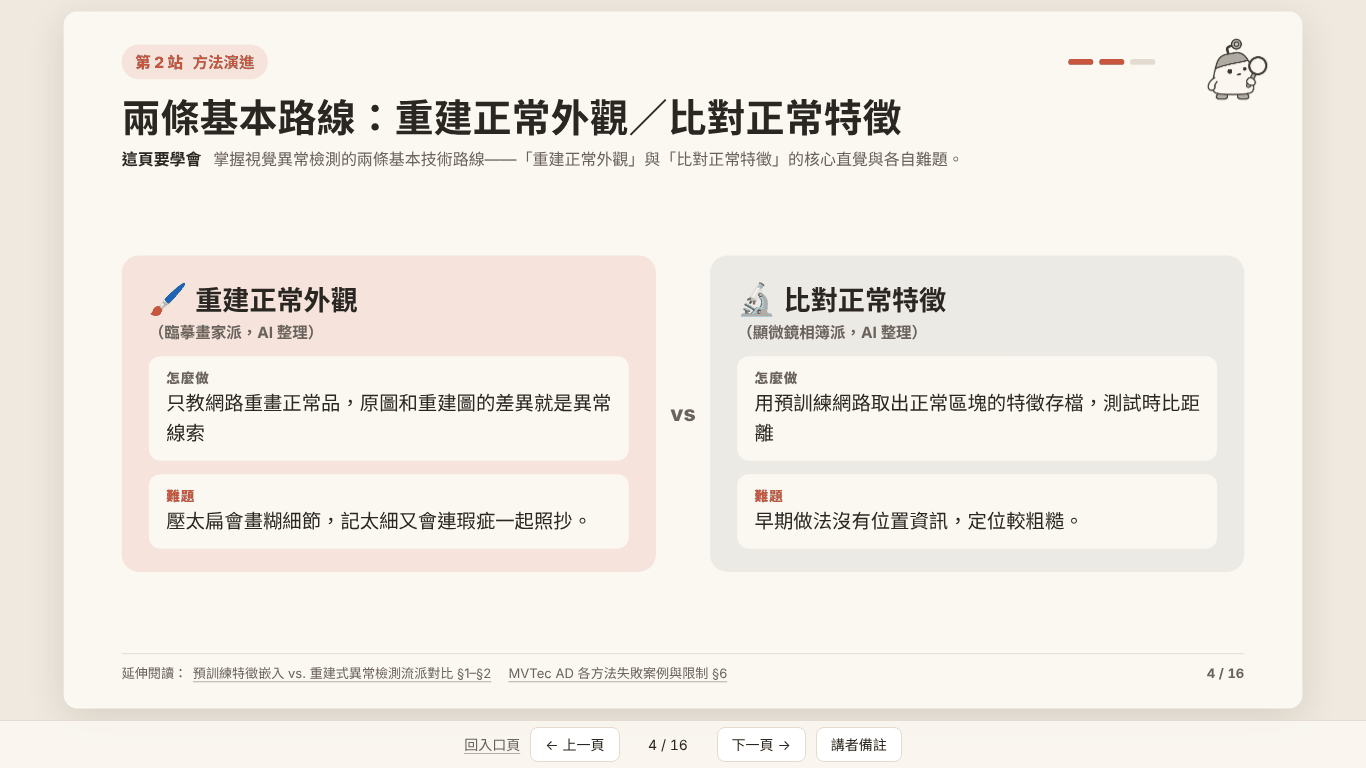 第 2 站 方法演進
兩條基本路線：重建正常外觀／比對正常特徵
這頁要學會 掌握視覺異常檢測的兩條基本技術路線——「重建正常外觀」與「比對正常特徵」的核心直覺與各自難題。
重建正常外觀
（臨摹畫家派，AI 整理）
怎麼做
只教網路重畫正常品，原圖和重建圖的差異就是異常
線索
難題
壓太扁會畫糊細節，記太細又會連瑕疵一起照抄。
vs
比對正常特徵
（顯微鏡相簿派，AI 整理）
怎麼做
用預訓練網路取出正常區塊的特徵存檔，測試時比距
離
難題
早期做法沒有位置資訊，定位較粗糙。
延伸閱讀： 預訓練特徵嵌入 vs. 重建式異常檢測流派對比 §1–§2 MVTec AD 各方法失敗案例與限制 §6
4 / 16
回入口頁 ← 上一頁 4 / 16 下一頁 → 講者備註